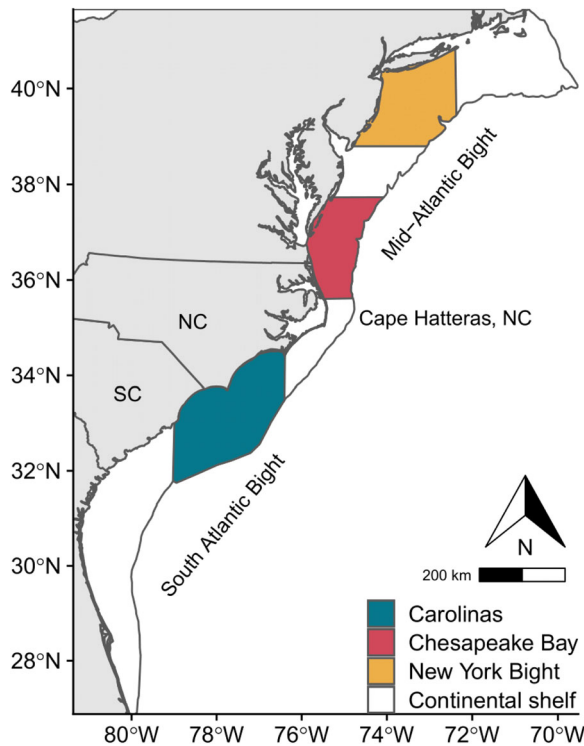 40°N
38°N
36°N
34°N
32°N
30°N
28°N
Mid−Atlantic Bight
Cape Hatteras, NC
NC
SC
South Atlantic Bight
N
200 km
Carolinas
Chesapeake Bay
New York Bight
Continental shelf
80°W
78°W
76°W
74°W
72°W
70°W